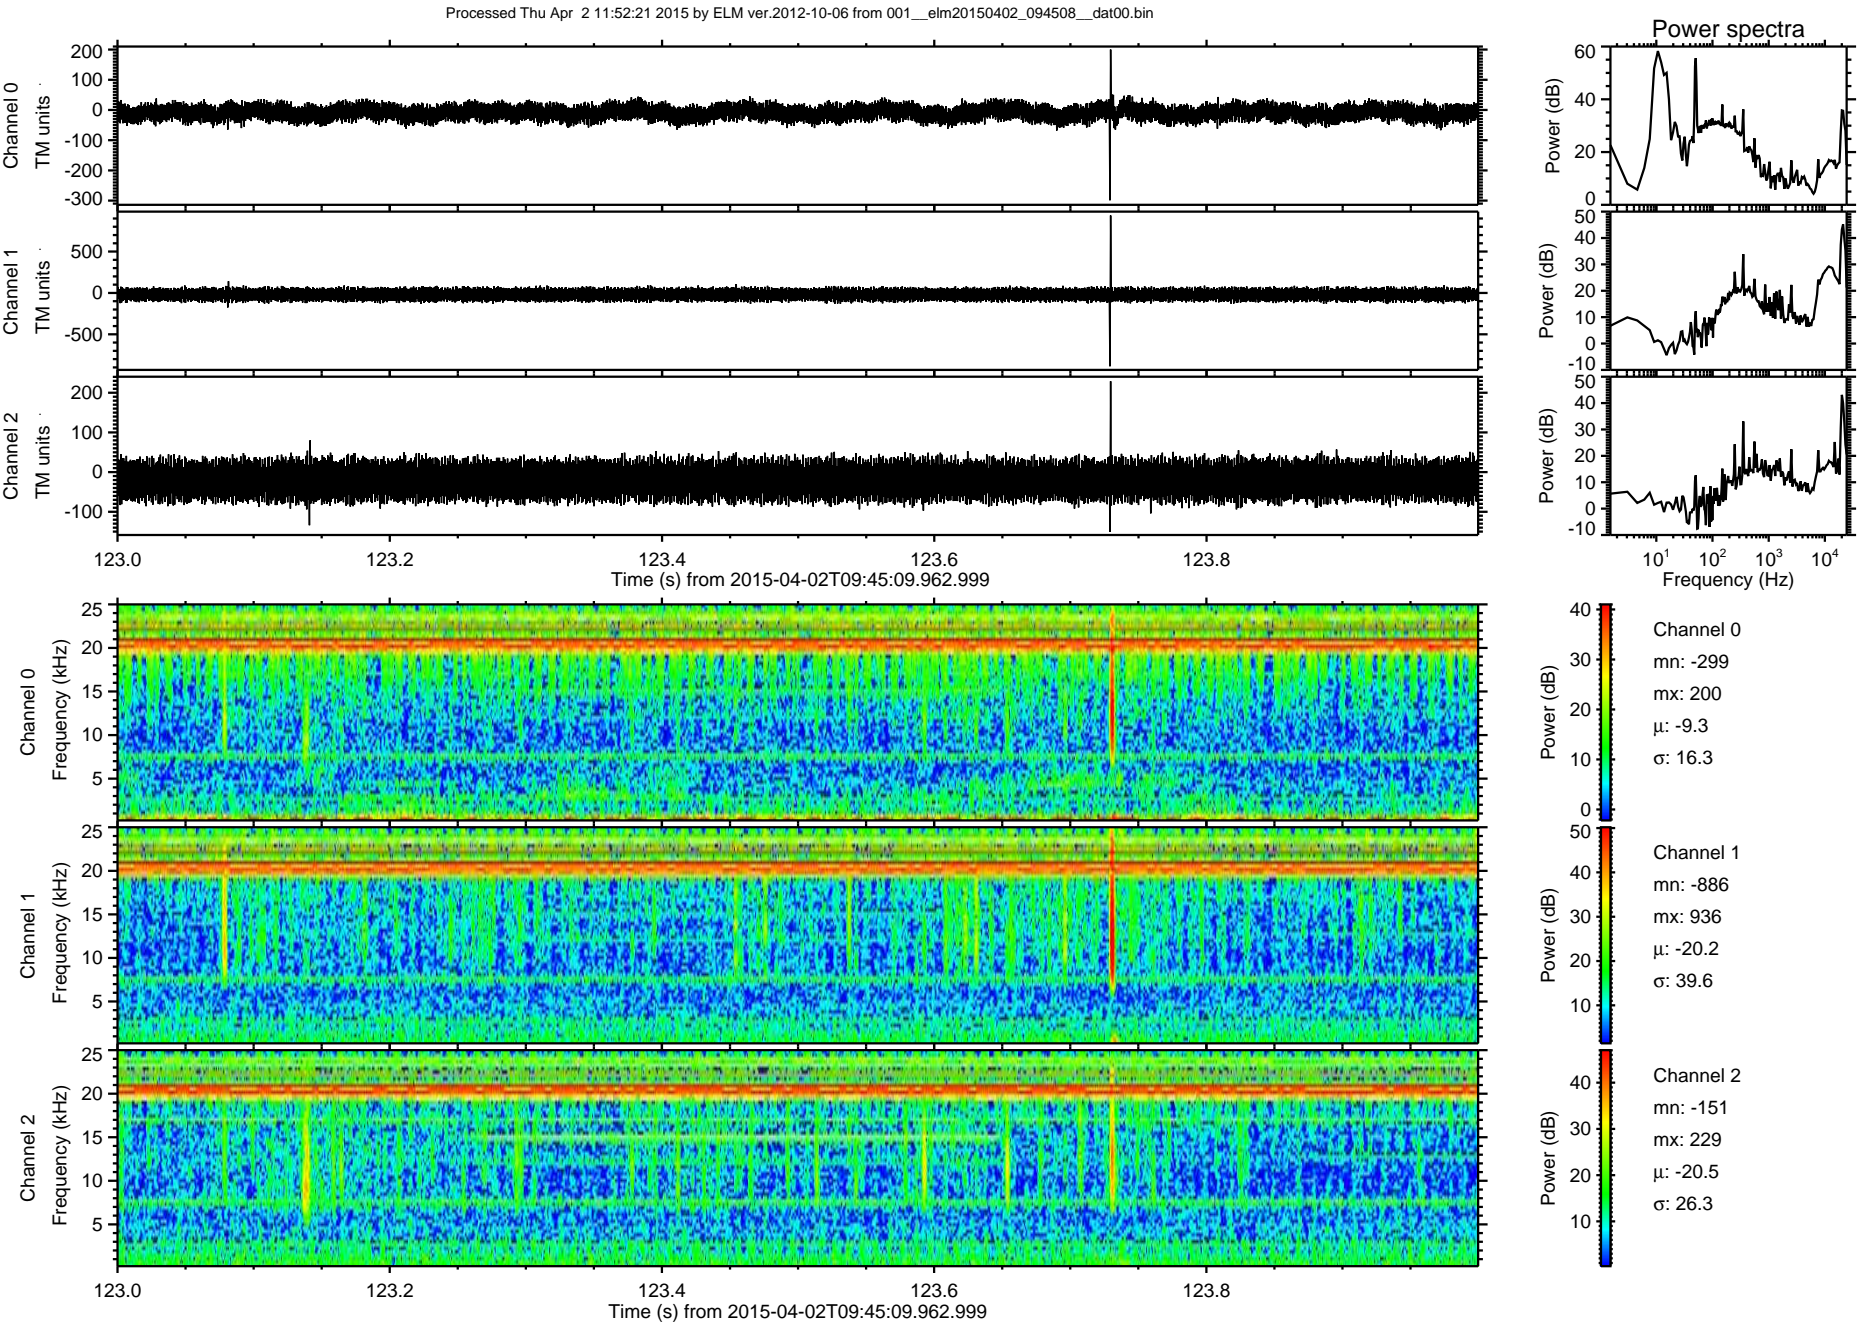 Processed Thu Apr  2 11:52:21 2015 by ELM ver.2012-10-06 from 001__elm20150402_094508__dat00.bin
Power spectra
Channel 0
TM units
200
100
0
-100
-200
-300
Power (dB)
60
40
20
0
Channel 1
TM units
500
0
-500
Power (dB)
50
40
30
20
10
0
-10
Channel 2
TM units
200
100
0
-100
Power (dB)
50
40
30
20
10
0
-10
123.0 123.2 123.4 123.6 123.8
Time (s) from 2015-04-02T09:45:09.962.999
10¹ 10² 10³ 10⁴
Frequency (Hz)
Channel 0
Frequency (kHz)
25
20
15
10
5
Power (dB)
40
30
20
10
0
Channel 0
mn: -299
mx: 200
μ: -9.3
σ: 16.3
Channel 1
Frequency (kHz)
25
20
15
10
5
Power (dB)
50
40
30
20
10
Channel 1
mn: -886
mx: 936
μ: -20.2
σ: 39.6
Channel 2
Frequency (kHz)
25
20
15
10
5
Power (dB)
40
30
20
10
Channel 2
mn: -151
mx: 229
μ: -20.5
σ: 26.3
123.0 123.2 123.4 123.6 123.8
Time (s) from 2015-04-02T09:45:09.962.999